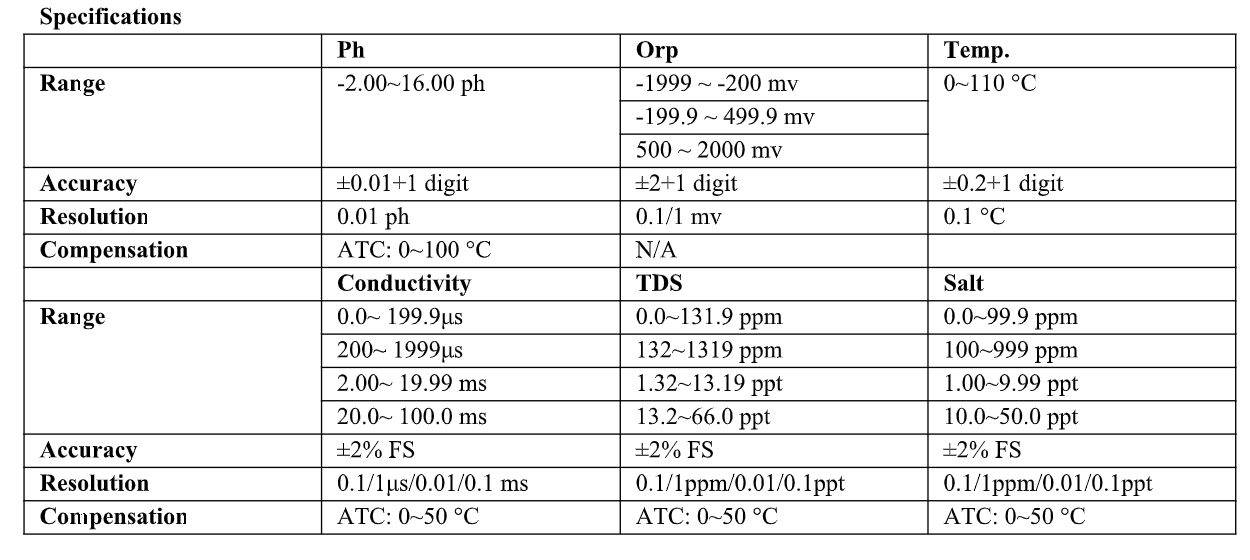 Specifications
Ph Orp Temp.
Range -2.00~16.00 ph -1999 ~ -200 mv 0~110 °C
-199.9 ~ 499.9 mv
500 ~ 2000 mv
Accuracy ±0.01+1 digit ±2+1 digit ±0.2+1 digit
Resolution 0.01 ph 0.1/1 mv 0.1 °C
Compensation ATC: 0~100 °C N/A
Conductivity TDS Salt
Range 0.0~ 199.9μs 0.0~131.9 ppm 0.0~99.9 ppm
200~ 1999μs 132~1319 ppm 100~999 ppm
2.00~ 19.99 ms 1.32~13.19 ppt 1.00~9.99 ppt
20.0~ 100.0 ms 13.2~66.0 ppt 10.0~50.0 ppt
Accuracy ±2% FS ±2% FS ±2% FS
Resolution 0.1/1μs/0.01/0.1 ms 0.1/1ppm/0.01/0.1ppt 0.1/1ppm/0.01/0.1ppt
Compensation ATC: 0~50 °C ATC: 0~50 °C ATC: 0~50 °C